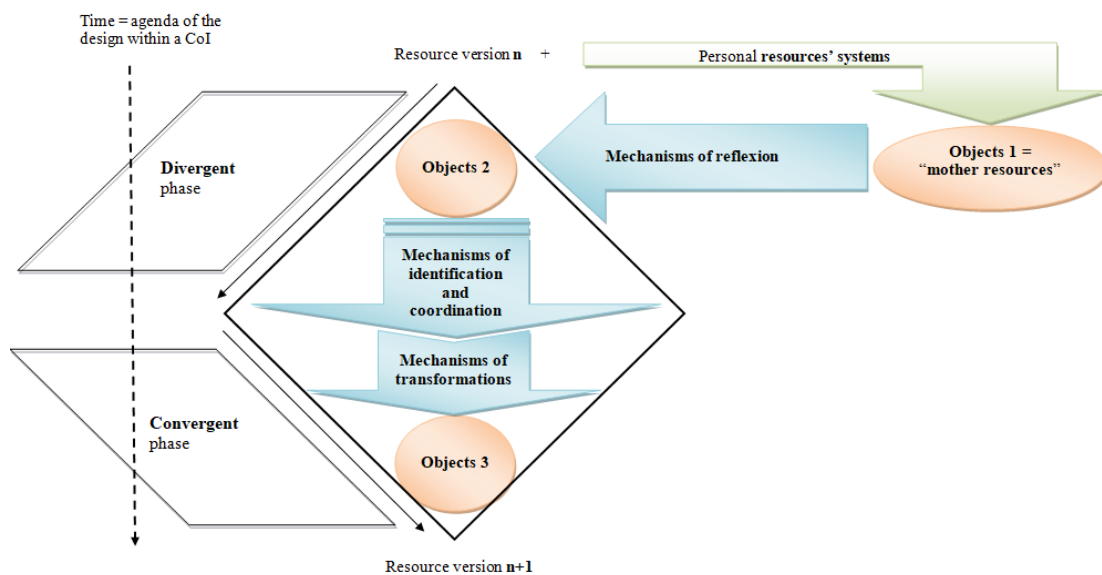 Time = agenda of the
design within a CoI
Resource version n +
Personal resources' systems
Divergent
phase
Objects 2
Mechanisms of reflexion
Objects 1 =
“mother resources”
Mechanisms of
identification
and
coordination
Mechanisms of
transformations
Convergent
phase
Objects 3
Resource version n+1